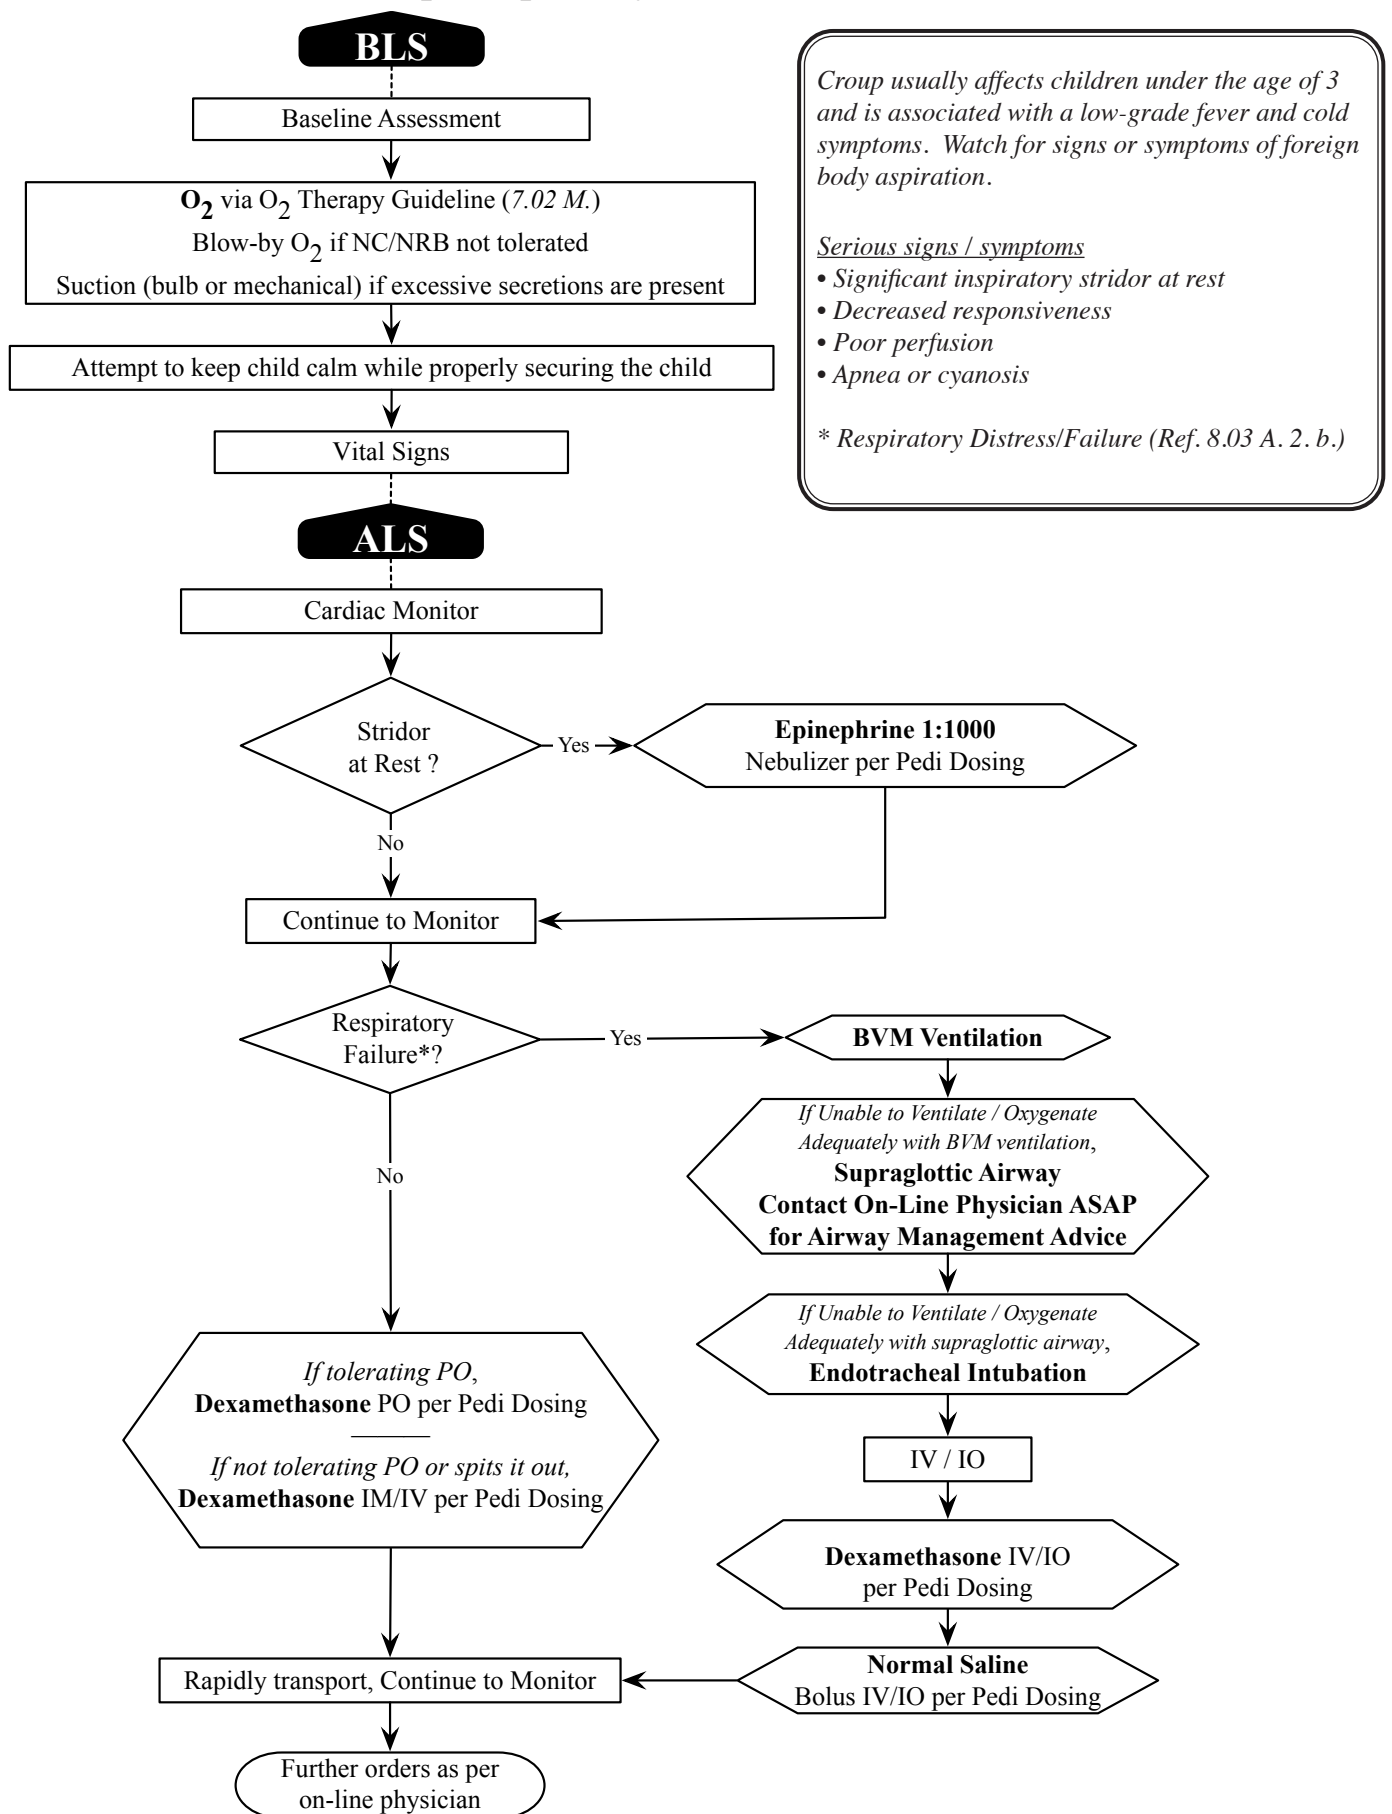 BLS
Baseline Assessment
O2 via O2 Therapy Guideline (7.02 M.)
Blow-by O2 if NC/NRB not tolerated
Suction (bulb or mechanical) if excessive secretions are present
Attempt to keep child calm while properly securing the child
Vital Signs
Croup usually affects children under the age of 3
and is associated with a low-grade fever and cold
symptoms. Watch for signs or symptoms of foreign
body aspiration.
Serious signs / symptoms
• Significant inspiratory stridor at rest
• Decreased responsiveness
• Poor perfusion
• Apnea or cyanosis
* Respiratory Distress/Failure (Ref. 8.03 A. 2. b.)
ALS
Cardiac Monitor
Stridor
at Rest ?
Yes
Epinephrine 1:1000
Nebulizer per Pedi Dosing
No
Continue to Monitor
Respiratory
Failure*?
Yes
BVM Ventilation
If Unable to Ventilate / Oxygenate
Adequately with BVM ventilation,
Supraglottic Airway
Contact On-Line Physician ASAP
for Airway Management Advice
No
If Unable to Ventilate / Oxygenate
Adequately with supraglottic airway,
Endotracheal Intubation
If tolerating PO,
Dexamethasone PO per Pedi Dosing
If not tolerating PO or spits it out,
Dexamethasone IM/IV per Pedi Dosing
IV / IO
Dexamethasone IV/IO
per Pedi Dosing
Normal Saline
Bolus IV/IO per Pedi Dosing
Rapidly transport, Continue to Monitor
Further orders as per
on-line physician